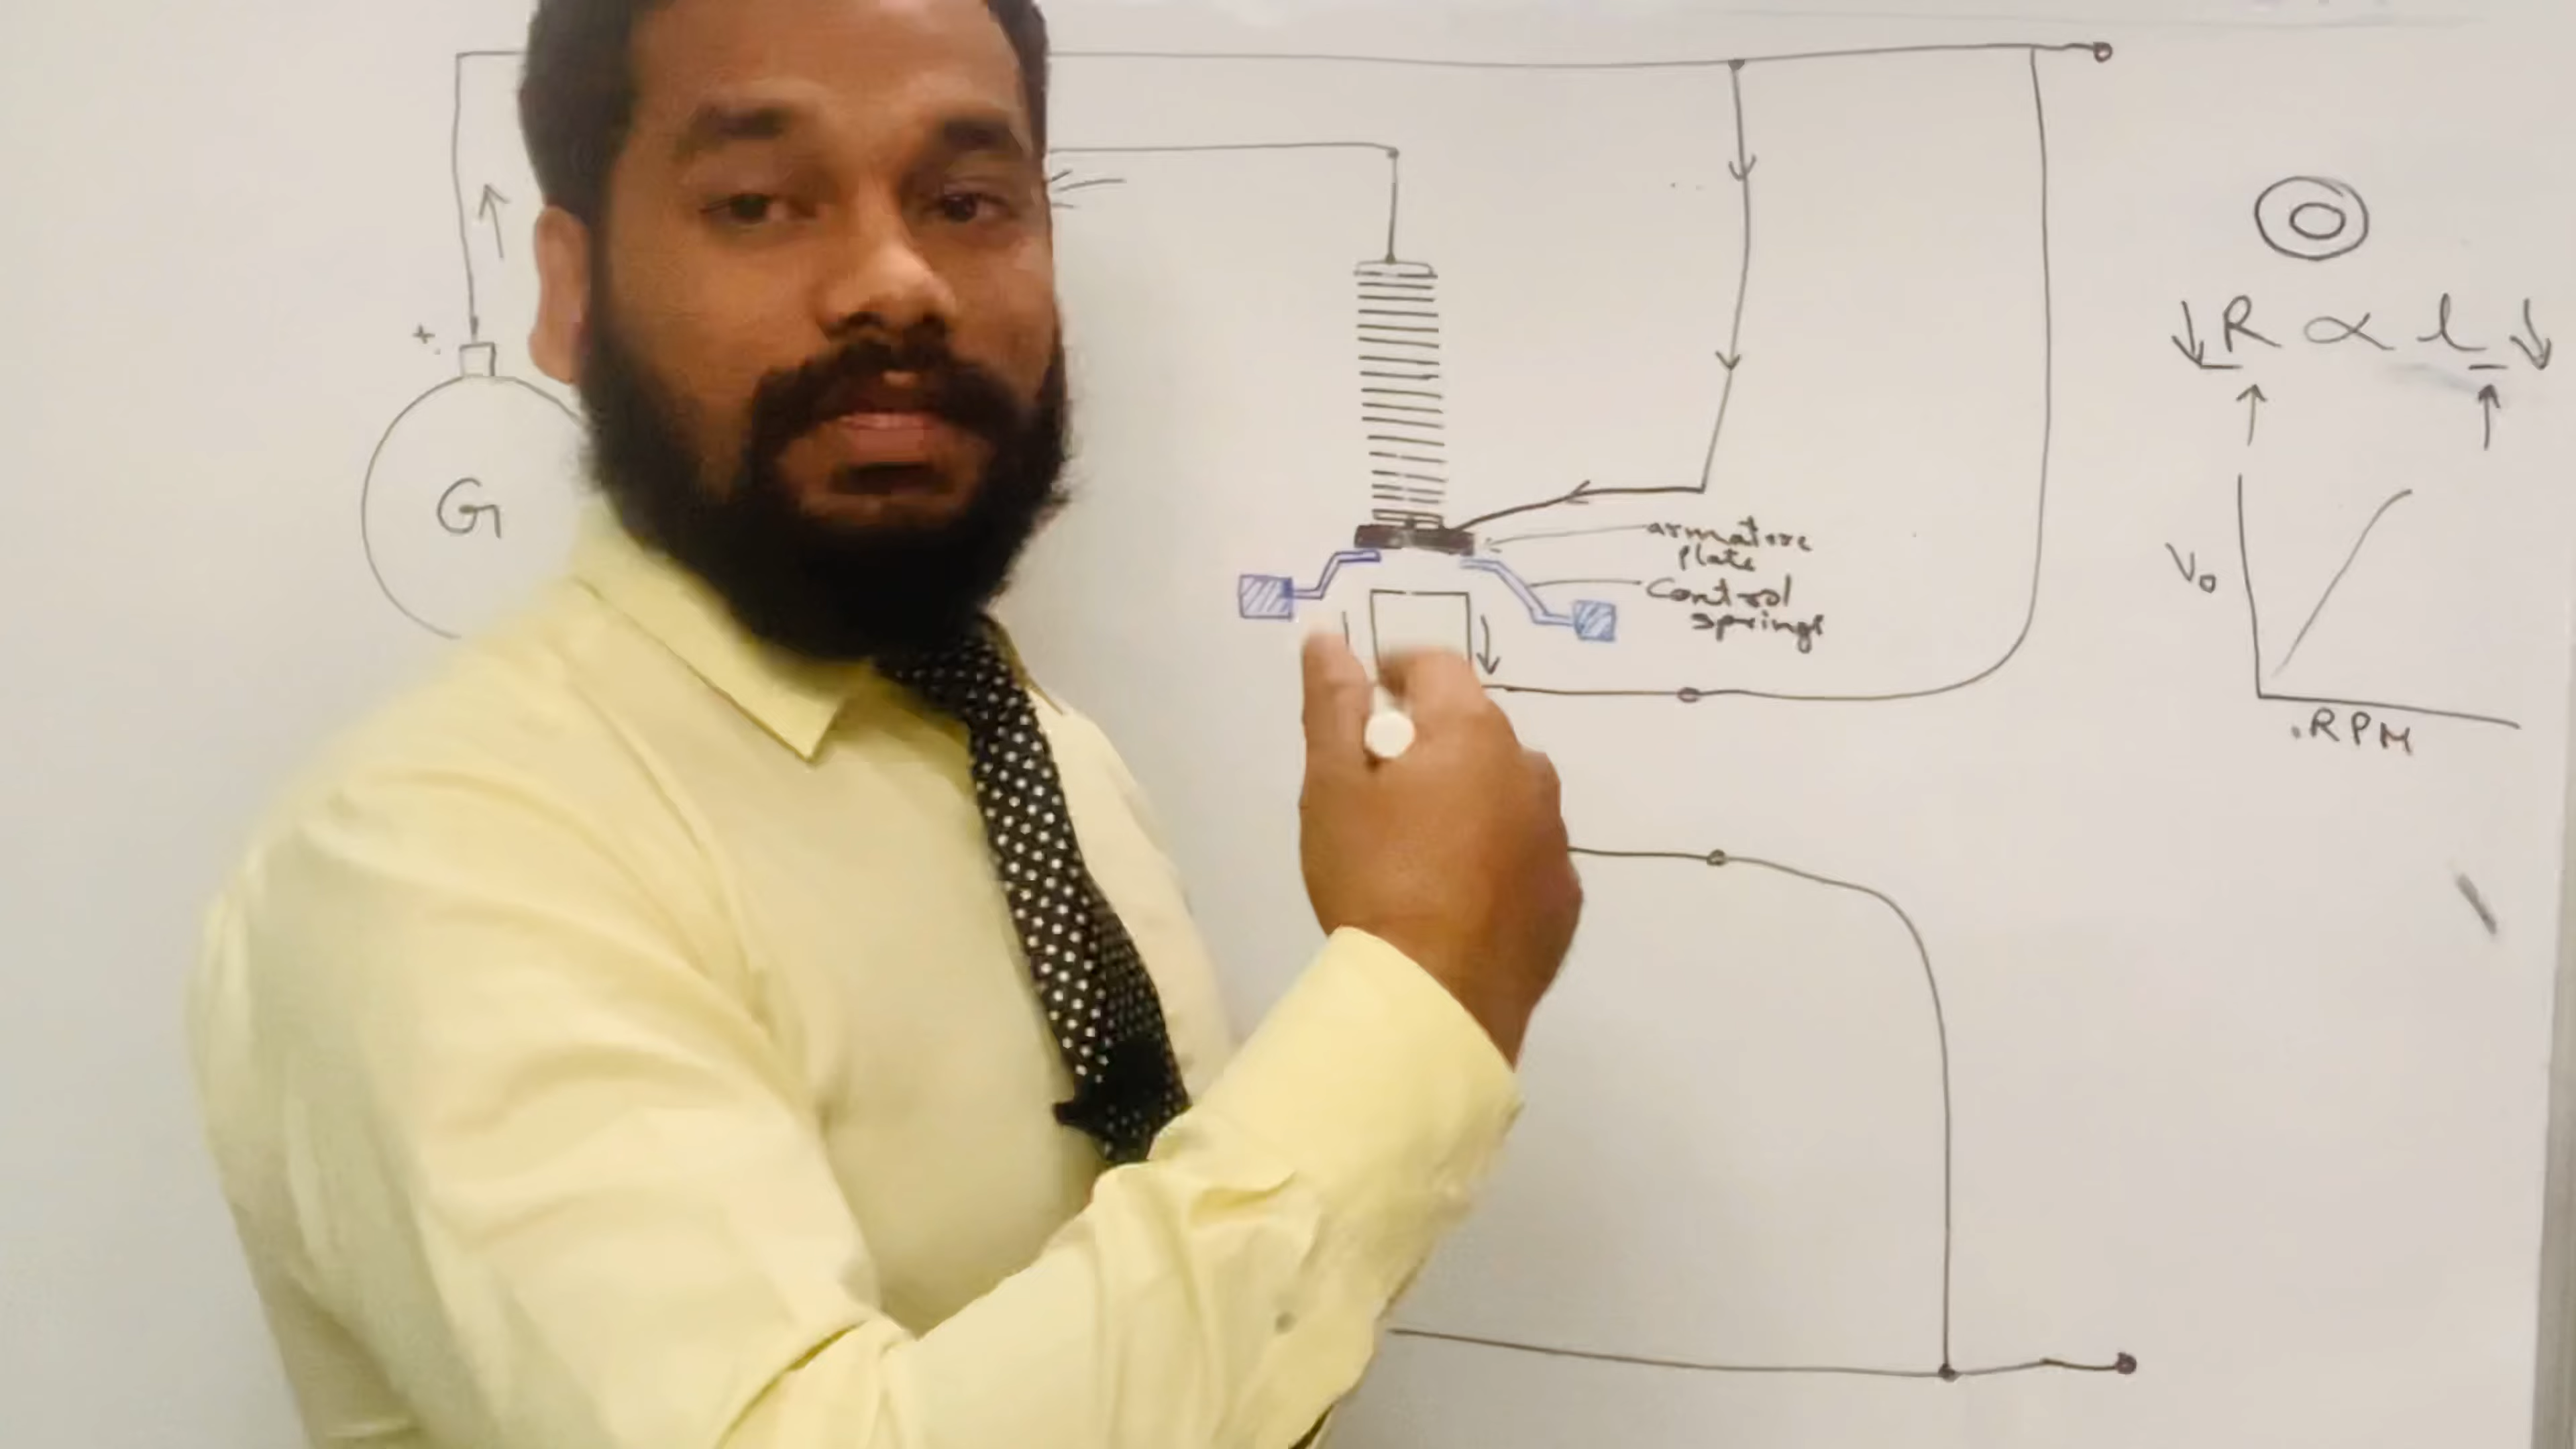 +
G
armature
plate
Control
springs
↓R ∝ l↓
V₀
.RPM